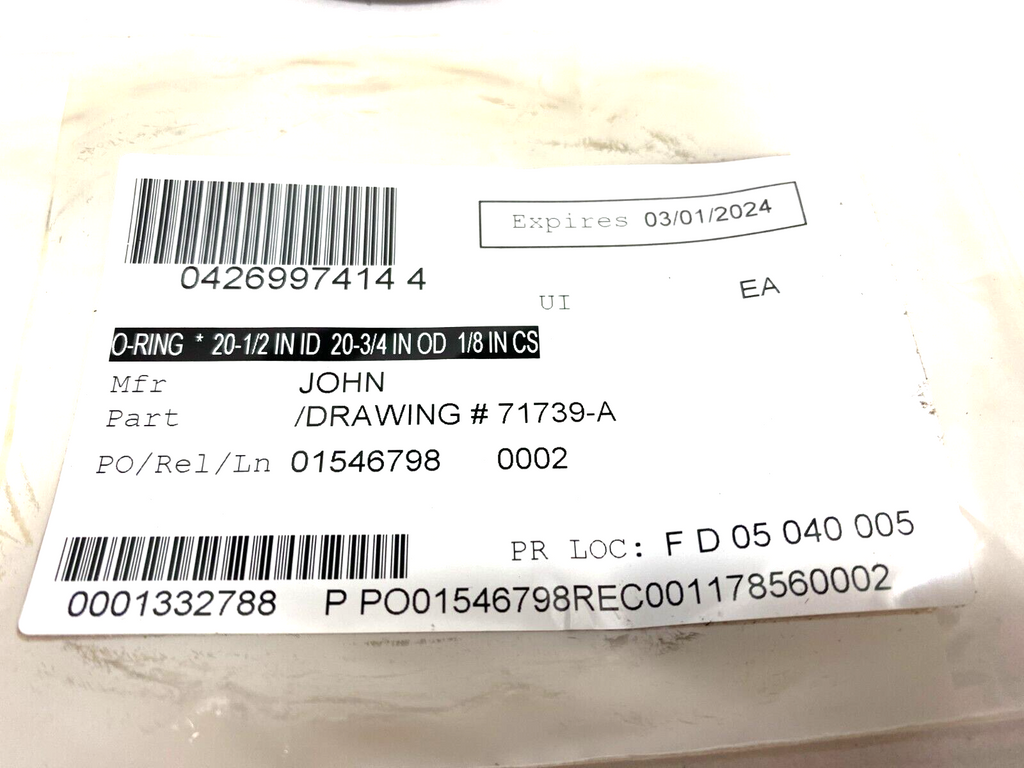 Expires 03/01/2024
0426997414 4
UI EA
O-RING * 20-1/2 IN ID 20-3/4 IN OD 1/8 IN CS
Mfr JOHN
Part /DRAWING # 71739-A
PO/Rel/Ln 01546798 0002
PR LOC: F D 05 040 005
0001332788 P PO01546798REC001178560002